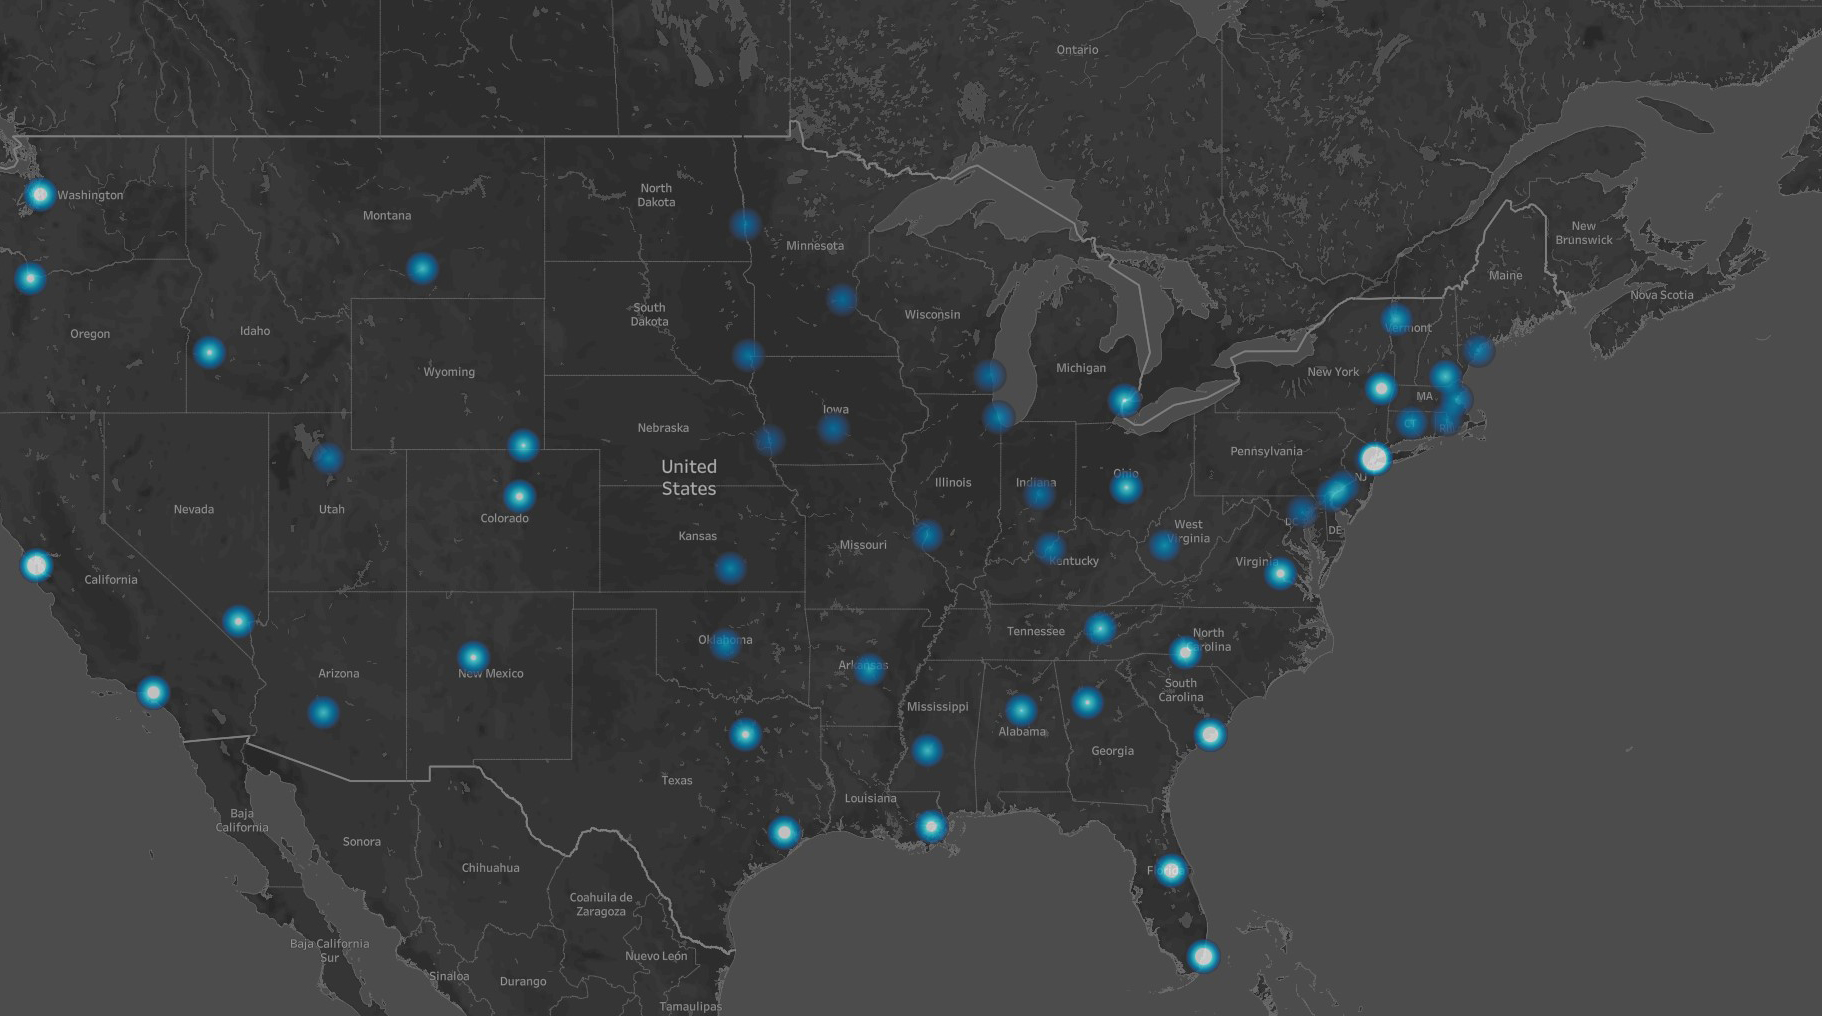 Ontario
Washington
Montana
North
Dakota
Minnesota
New
Brunswick
Maine
Nova Scotia
Oregon
Idaho
South
Dakota
Wisconsin
Vermont
Wyoming
Michigan
New York
MA
Iowa
Nebraska
CT
RI
United
States
Pennsylvania
Nevada
Utah
Colorado
Illinois
Indiana
Ohio
NJ
Kansas
Missouri
West
Virginia
DC
DE
California
Kentucky
Virginia
Oklahoma
Tennessee
North
Carolina
Arizona
New Mexico
Arkansas
South
Carolina
Mississippi
Alabama
Georgia
Texas
Louisiana
Baja
California
Sonora
Chihuahua
Florida
Coahuila de
Zaragoza
Baja California
Sur
Nuevo León
Sinaloa
Durango
Tamaulipas